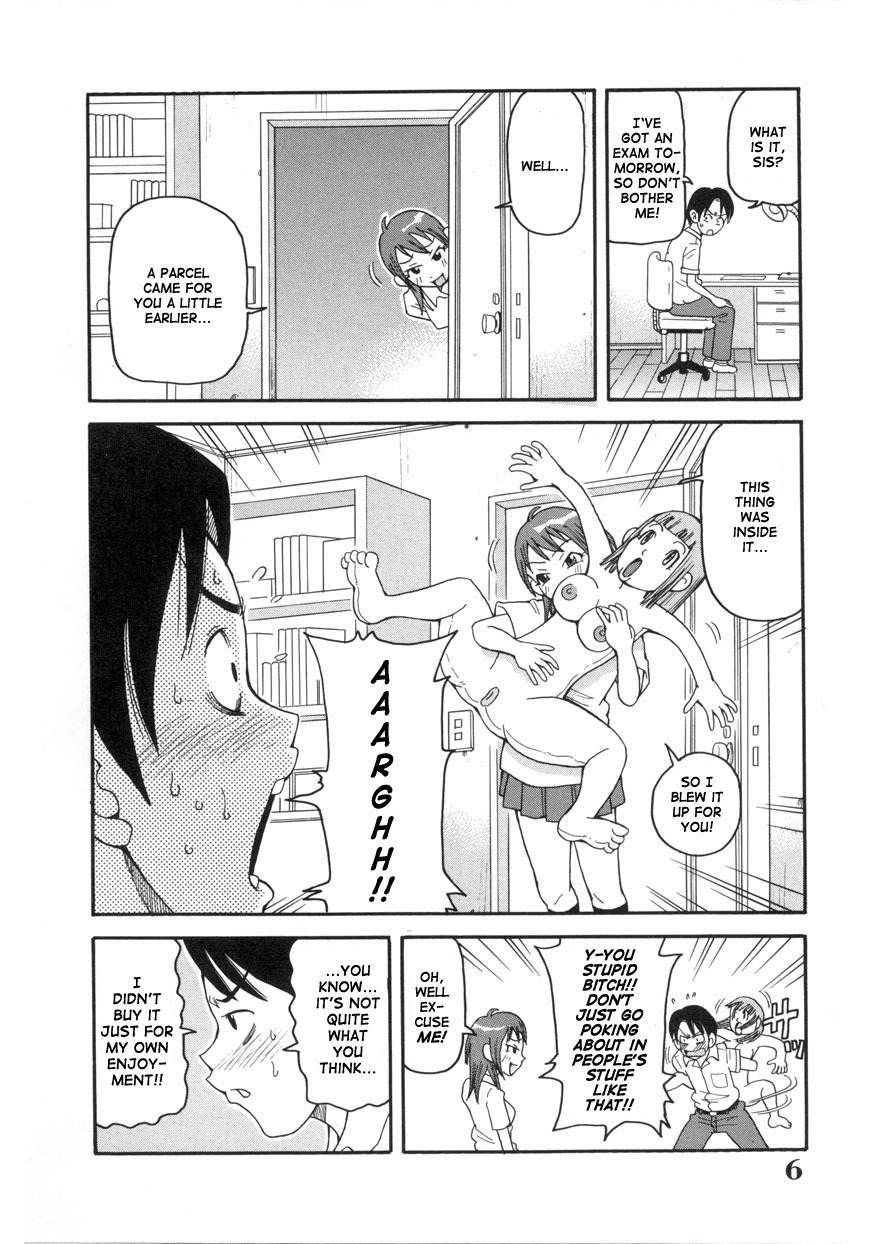 WHAT
IS IT,
SIS?
I'VE
GOT AN
EXAM TO-
MORROW,
SO DON'T
BOTHER
ME!
WELL...
A PARCEL
CAME FOR
YOU A LITTLE
EARLIER...
THIS
THING
WAS
INSIDE
IT...
SO I
BLEW IT
UP FOR
YOU!
AAARGHH!!
Y-YOU
STUPID
BITCH!!
DON'T
JUST GO
POKING
ABOUT IN
PEOPLE'S
STUFF
LIKE
THAT!!
OH,
WELL
EX-
CUSE
ME!
...YOU
KNOW...
IT'S NOT
QUITE
WHAT
YOU
THINK...
I
DIDN'T
BUY IT
JUST FOR
MY OWN
ENJOY-
MENT!!
6